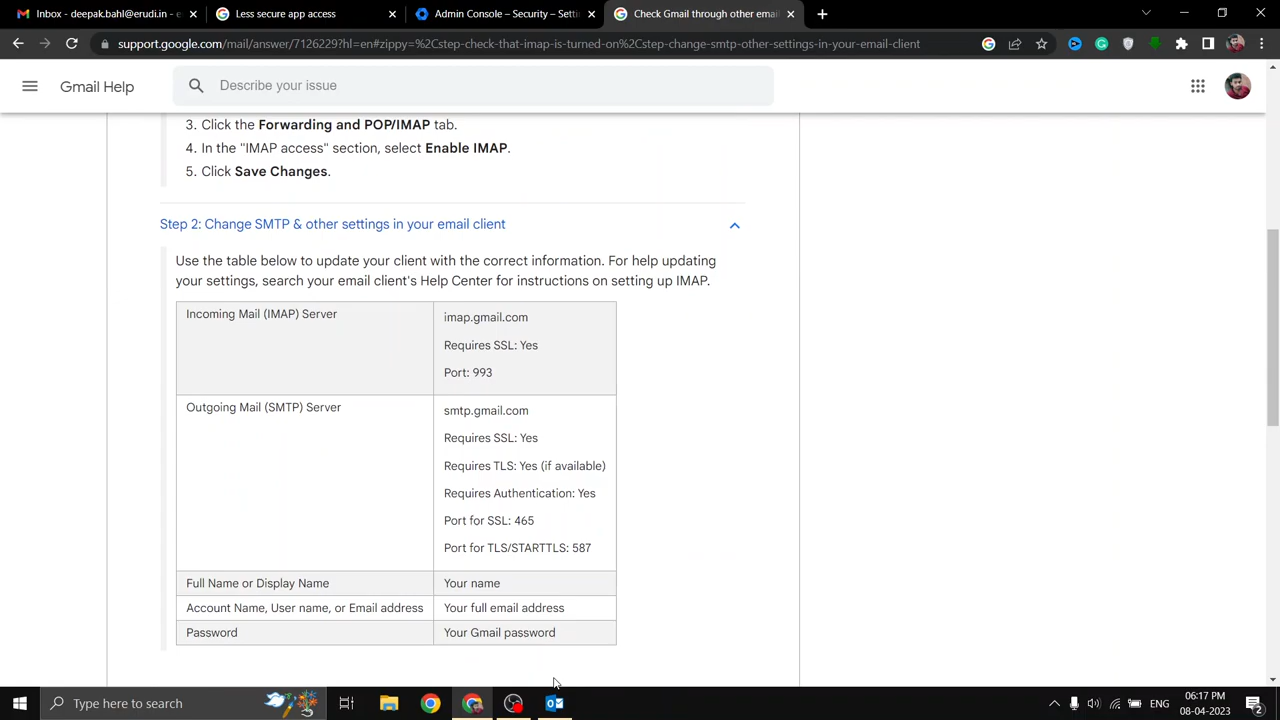 Inbox - deepak.bahl@erudi.in -
Less secure app access
Admin Console – Security – Setti
Check Gmail through other emai
support.google.com/mail/answer/7126229?hl=en#zippy=%2Cstep-check-that-imap-is-turned-on%2Cstep-change-smtp-other-settings-in-your-email-client
Gmail Help
Describe your issue
3. Click the Forwarding and POP/IMAP tab.
4. In the "IMAP access" section, select Enable IMAP.
5. Click Save Changes.
Step 2: Change SMTP & other settings in your email client
Use the table below to update your client with the correct information. For help updating
your settings, search your email client's Help Center for instructions on setting up IMAP.
Incoming Mail (IMAP) Server
imap.gmail.com
Requires SSL: Yes
Port: 993
Outgoing Mail (SMTP) Server
smtp.gmail.com
Requires SSL: Yes
Requires TLS: Yes (if available)
Requires Authentication: Yes
Port for SSL: 465
Port for TLS/STARTTLS: 587
Full Name or Display Name
Your name
Account Name, User name, or Email address
Your full email address
Password
Your Gmail password
Type here to search
ENG
06:17 PM
08-04-2023
2